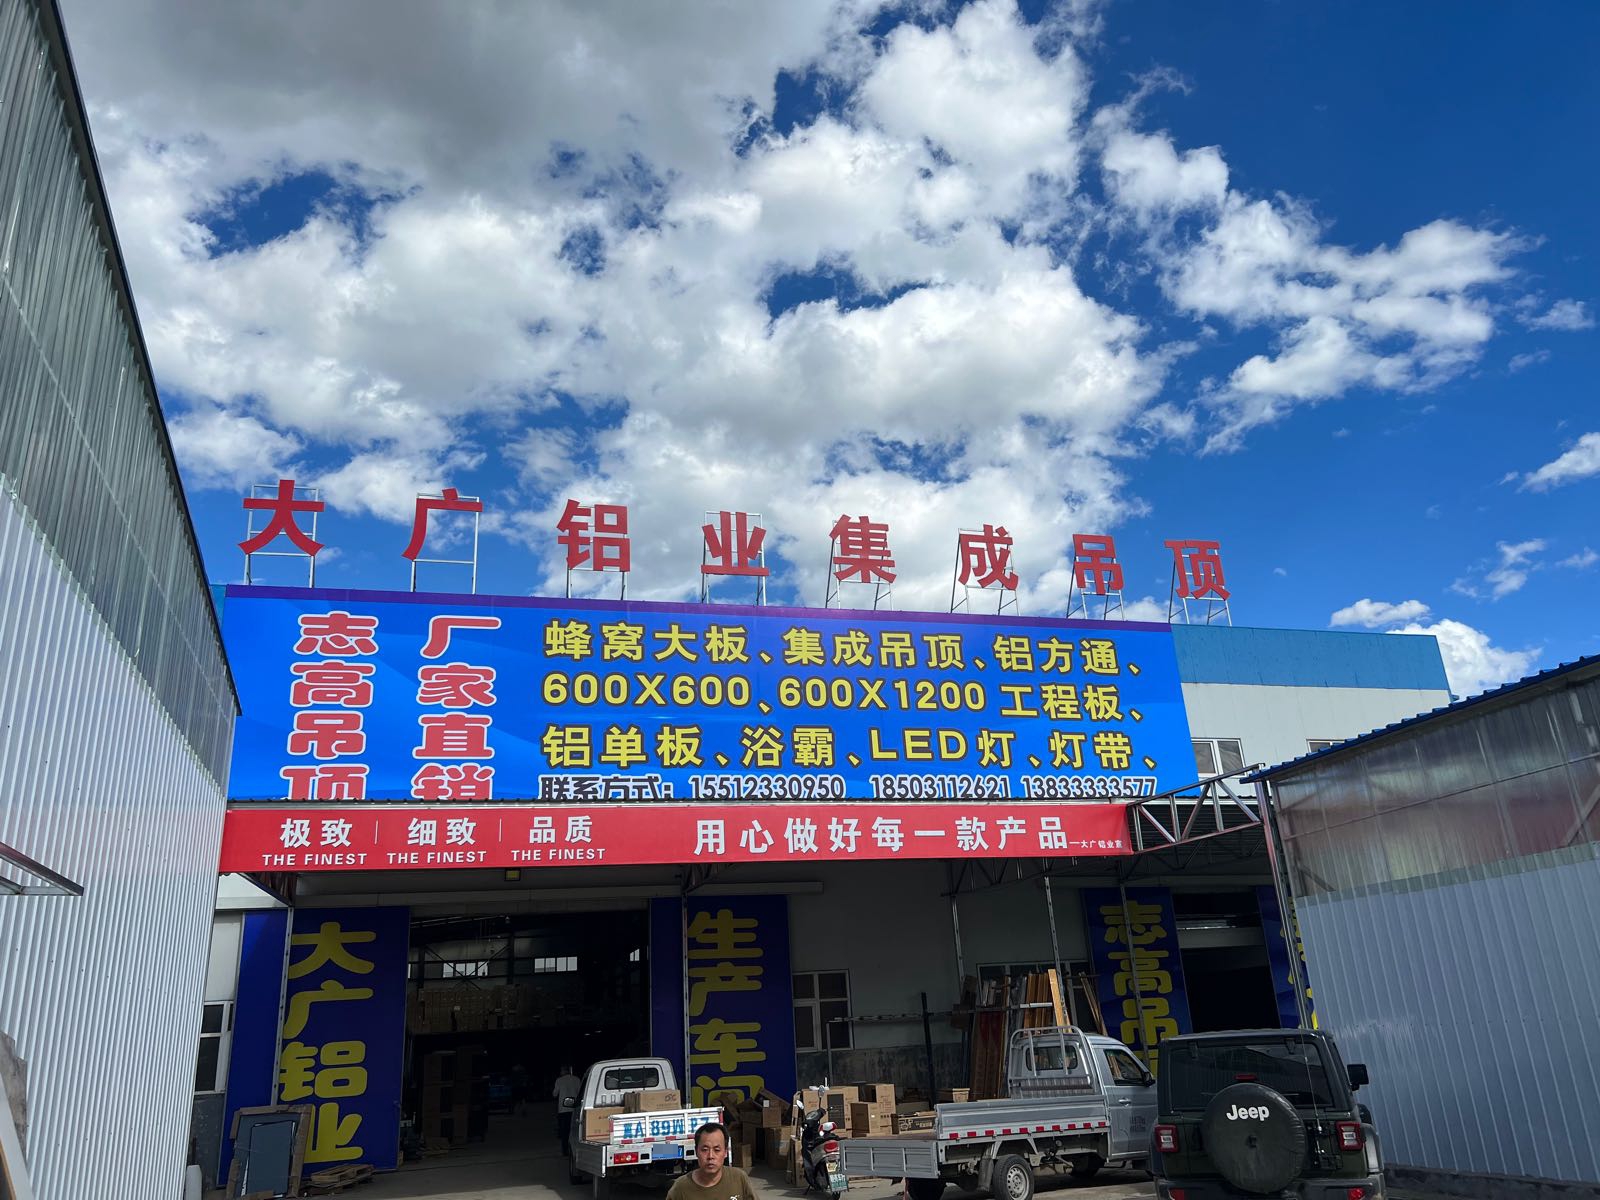 大广铝业集成吊顶
志高吊顶
厂家直销
蜂窝大板、集成吊顶、铝方通、
600X600、600X1200 工程板、
铝单板、浴霸、LED灯、灯带、
联系方式: 15512330950 18503112621 13833333577
极致 细致 品质
THE FINEST THE FINEST THE FINEST
用心做好每一款产品
大广铝业
生产车间
志高吊
Jeep